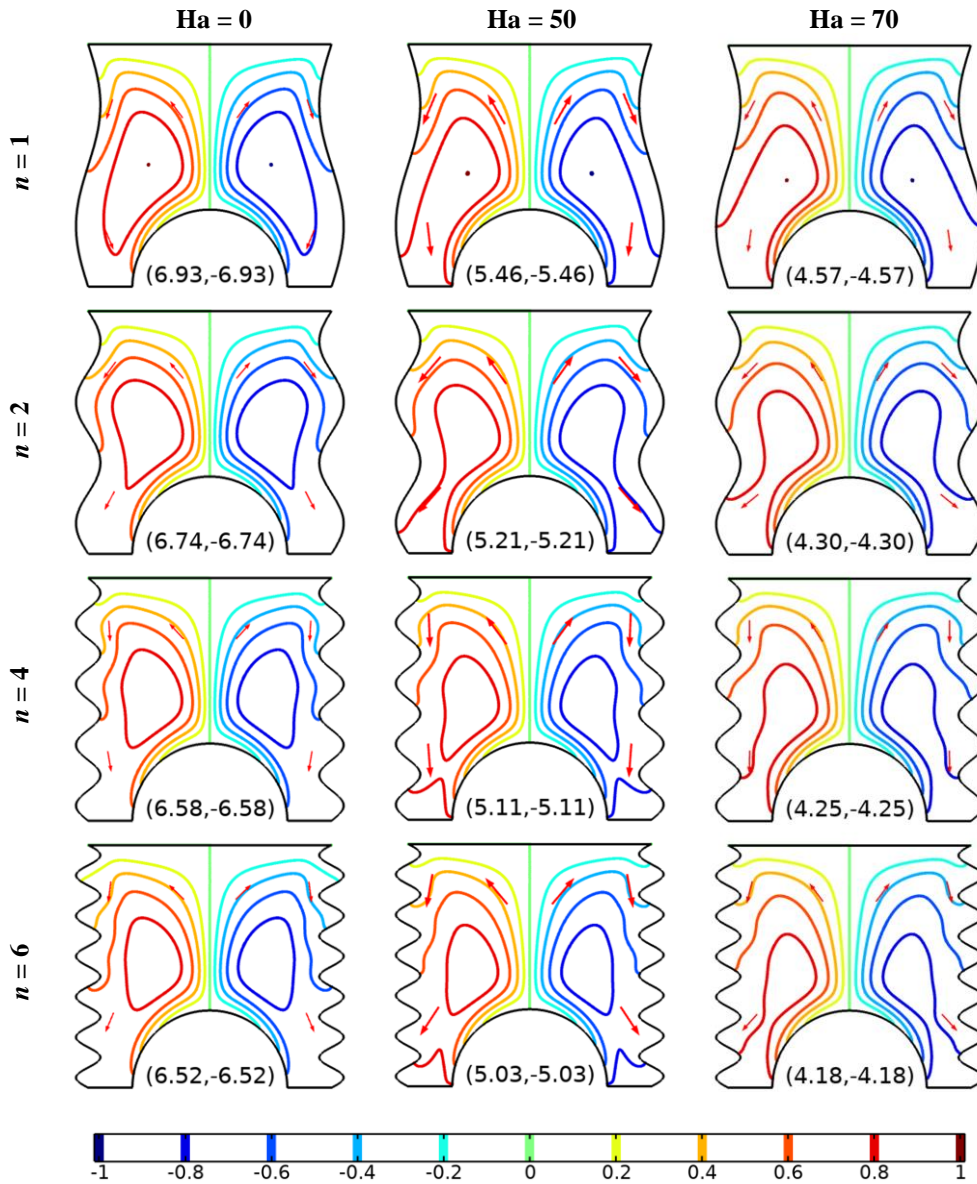 Ha = 0 Ha = 50 Ha = 70
n = 1
(6.93,-6.93) (5.46,-5.46) (4.57,-4.57)
n = 2
(6.74,-6.74) (5.21,-5.21) (4.30,-4.30)
n = 4
(6.58,-6.58) (5.11,-5.11) (4.25,-4.25)
n = 6
(6.52,-6.52) (5.03,-5.03) (4.18,-4.18)
-1 -0.8 -0.6 -0.4 -0.2 0 0.2 0.4 0.6 0.8 1